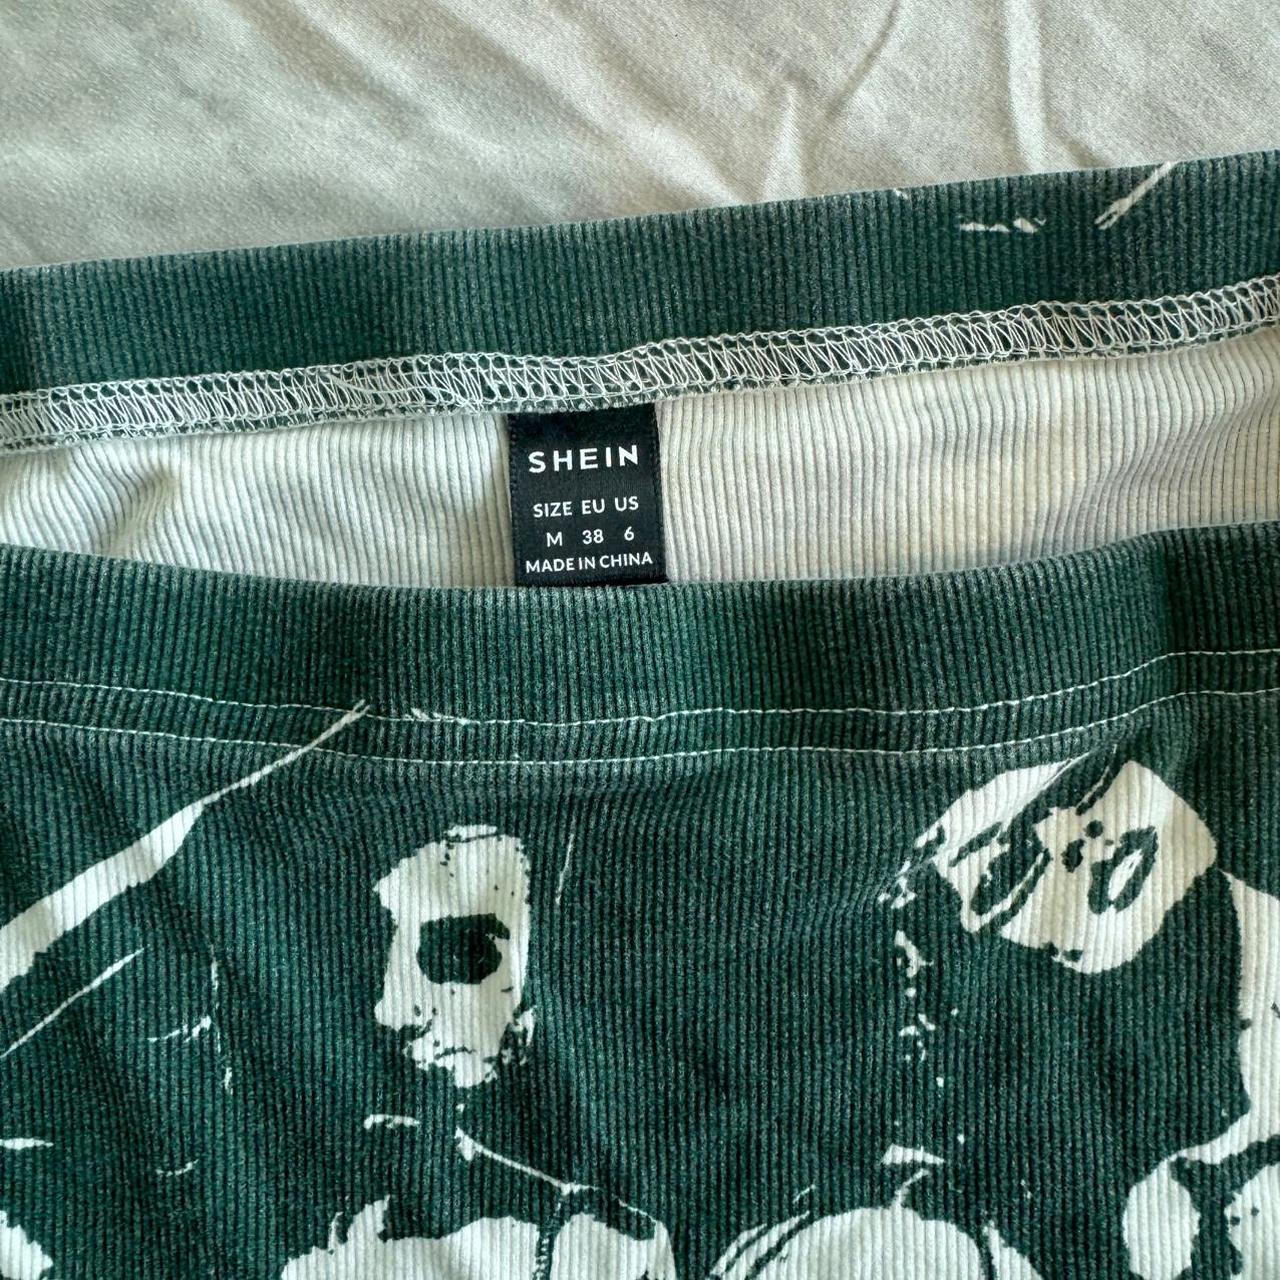 SHEIN
SIZE EU US
M 38 6
MADE IN CHINA